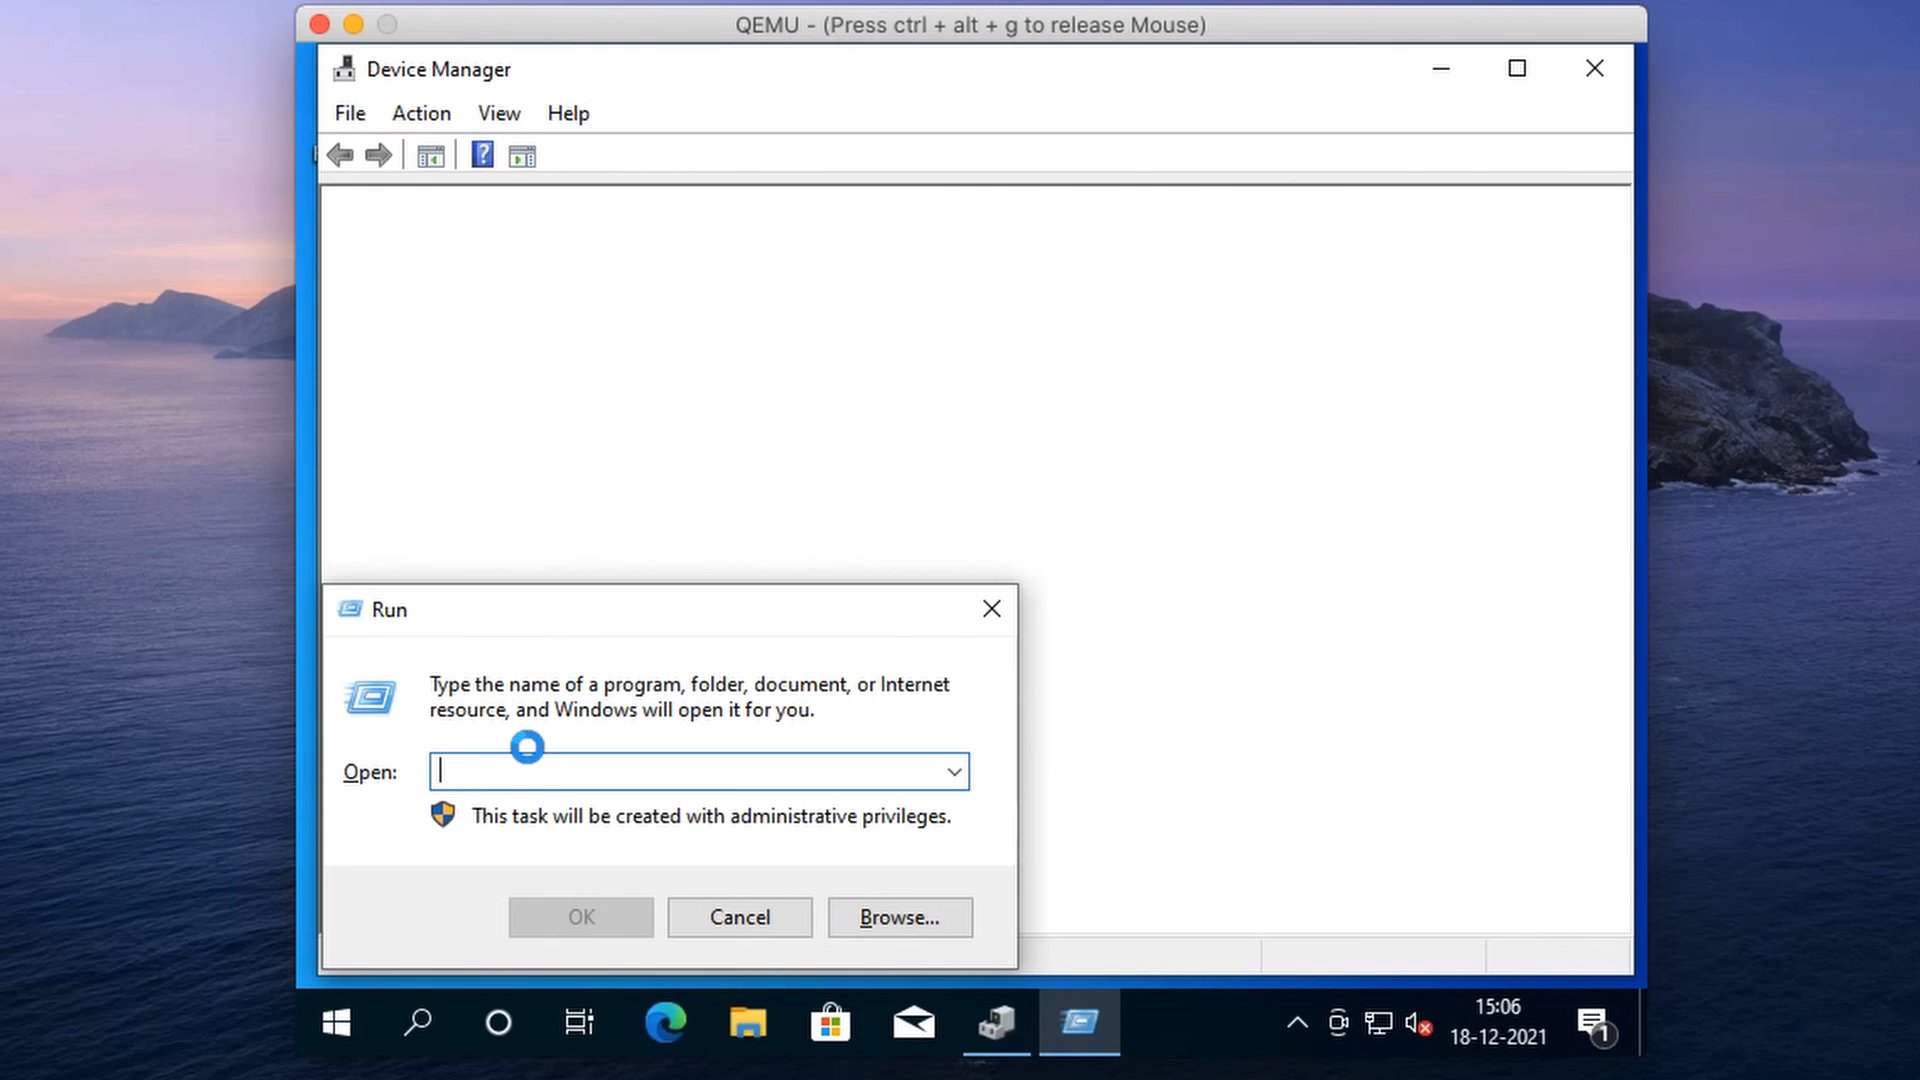 QEMU - (Press ctrl + alt + g to release Mouse)
Device Manager
File Action View Help
?
Run
Type the name of a program, folder, document, or Internet
resource, and Windows will open it for you.
Open:
This task will be created with administrative privileges.
OK Cancel Browse...
15:06
18-12-2021
1